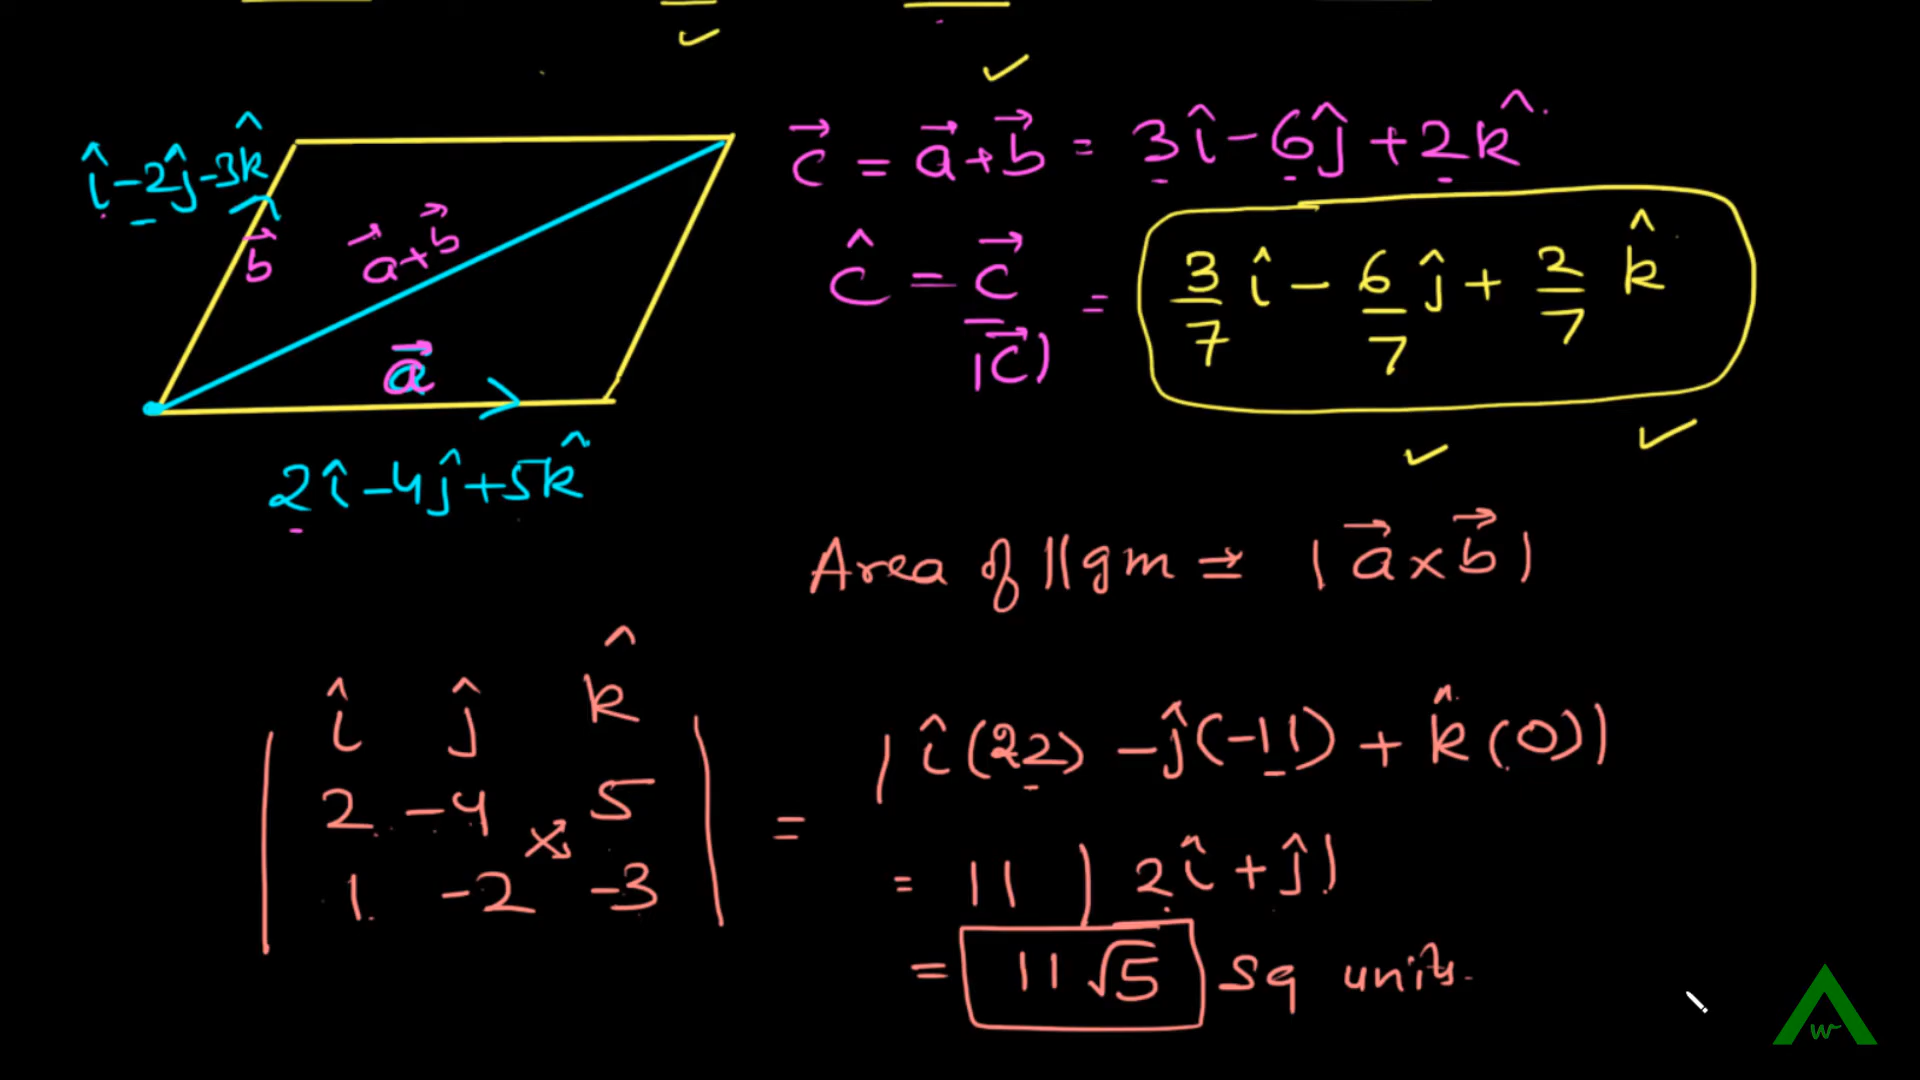 î-2ĵ-3k̂
b⃗
a⃗+b⃗
a⃗
2î-4ĵ+5k̂
c⃗ = a⃗+b⃗ = 3î-6ĵ+2k̂
ĉ = c⃗/|c⃗| = 3/7 î - 6/7 ĵ + 2/7 k̂
Area of ||gm = |a⃗×b⃗|
| î ĵ k̂ |
| 2 -4 5 |
| 1 -2 -3 |
= |î(22) -ĵ(-11) + k̂(0)|
= 11 |2î+ĵ|
= 11√5 sq units.
W